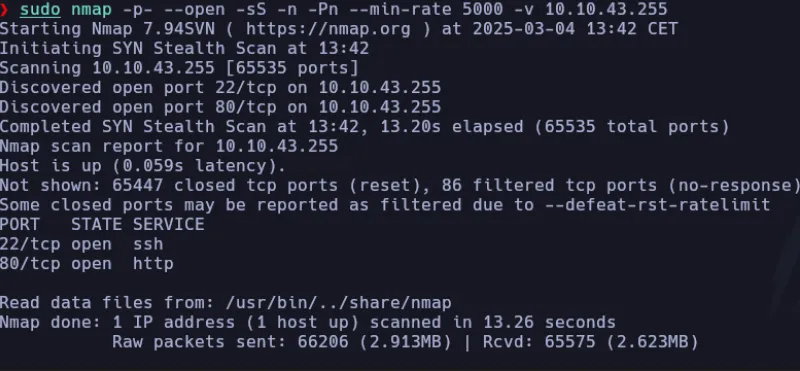 ❯ sudo nmap -p- --open -sS -n -Pn --min-rate 5000 -v 10.10.43.255
Starting Nmap 7.94SVN ( https://nmap.org ) at 2025-03-04 13:42 CET
Initiating SYN Stealth Scan at 13:42
Scanning 10.10.43.255 [65535 ports]
Discovered open port 22/tcp on 10.10.43.255
Discovered open port 80/tcp on 10.10.43.255
Completed SYN Stealth Scan at 13:42, 13.20s elapsed (65535 total ports)
Nmap scan report for 10.10.43.255
Host is up (0.059s latency).
Not shown: 65447 closed tcp ports (reset), 86 filtered tcp ports (no-response)
Some closed ports may be reported as filtered due to --defeat-rst-ratelimit
PORT   STATE SERVICE
22/tcp open  ssh
80/tcp open  http
Read data files from: /usr/bin/../share/nmap
Nmap done: 1 IP address (1 host up) scanned in 13.26 seconds
           Raw packets sent: 66206 (2.913MB) | Rcvd: 65575 (2.623MB)